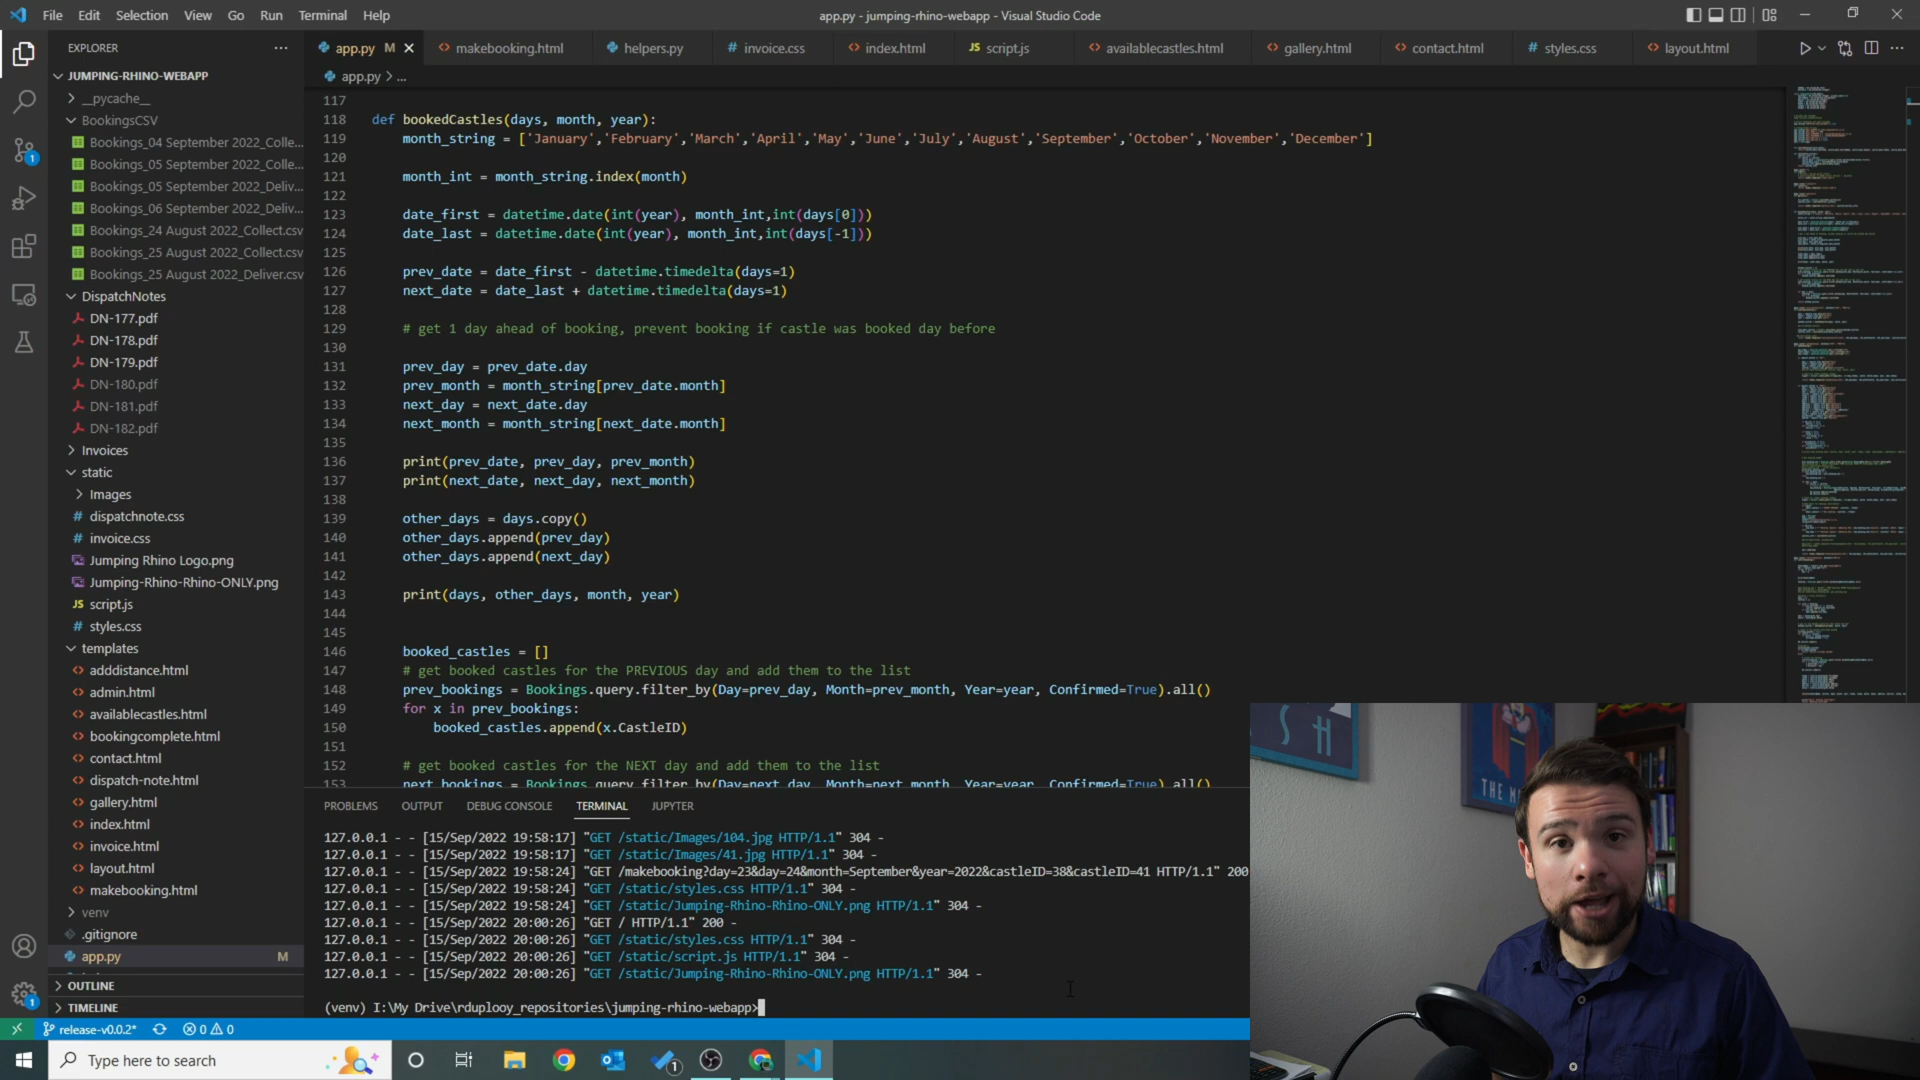 File Edit Selection View Go Run Terminal Help
app.py - jumping-rhino-webapp - Visual Studio Code
EXPLORER
app.py M
makebooking.html
helpers.py
# invoice.css
index.html
JS script.js
availablecastles.html
gallery.html
contact.html
# styles.css
layout.html
app.py > ...
JUMPING-RHINO-WEBAPP
__pycache__
BookingsCSV
Bookings_04 September 2022_Colle...
Bookings_05 September 2022_Colle...
Bookings_05 September 2022_Deliv...
Bookings_06 September 2022_Deliv...
Bookings_24 August 2022_Collect.csv
Bookings_25 August 2022_Collect.csv
Bookings_25 August 2022_Deliver.csv
DispatchNotes
DN-177.pdf
DN-178.pdf
DN-179.pdf
DN-180.pdf
DN-181.pdf
DN-182.pdf
Invoices
static
Images
# dispatchnote.css
# invoice.css
Jumping Rhino Logo.png
Jumping-Rhino-Rhino-ONLY.png
JS script.js
# styles.css
templates
adddistance.html
admin.html
availablecastles.html
bookingcomplete.html
contact.html
dispatch-note.html
gallery.html
index.html
invoice.html
layout.html
makebooking.html
venv
.gitignore
app.py M
OUTLINE
TIMELINE
117
118 def bookedCastles(days, month, year):
119 month_string = ['January','February','March','April','May','June','July','August','September','October','November','December']
120
121 month_int = month_string.index(month)
122
123 date_first = datetime.date(int(year), month_int,int(days[0]))
124 date_last = datetime.date(int(year), month_int,int(days[-1]))
125
126 prev_date = date_first - datetime.timedelta(days=1)
127 next_date = date_last + datetime.timedelta(days=1)
128
129 # get 1 day ahead of booking, prevent booking if castle was booked day before
130
131 prev_day = prev_date.day
132 prev_month = month_string[prev_date.month]
133 next_day = next_date.day
134 next_month = month_string[next_date.month]
135
136 print(prev_date, prev_day, prev_month)
137 print(next_date, next_day, next_month)
138
139 other_days = days.copy()
140 other_days.append(prev_day)
141 other_days.append(next_day)
142
143 print(days, other_days, month, year)
144
145
146 booked_castles = []
147 # get booked castles for the PREVIOUS day and add them to the list
148 prev_bookings = Bookings.query.filter_by(Day=prev_day, Month=prev_month, Year=year, Confirmed=True).all()
149 for x in prev_bookings:
150 booked_castles.append(x.CastleID)
151
152 # get booked castles for the NEXT day and add them to the list
153 next_bookings = Bookings.query.filter_by(Day=next_day, Month=next_month, Year=year, Confirmed=True).all()
PROBLEMS OUTPUT DEBUG CONSOLE TERMINAL JUPYTER
127.0.0.1 - - [15/Sep/2022 19:58:17] "GET /static/Images/104.jpg HTTP/1.1" 304 -
127.0.0.1 - - [15/Sep/2022 19:58:17] "GET /static/Images/41.jpg HTTP/1.1" 304 -
127.0.0.1 - - [15/Sep/2022 19:58:24] "GET /makebooking?day=23&day=24&month=September&year=2022&castleID=38&castleID=41 HTTP/1.1" 200
127.0.0.1 - - [15/Sep/2022 19:58:24] "GET /static/styles.css HTTP/1.1" 304 -
127.0.0.1 - - [15/Sep/2022 19:58:24] "GET /static/Jumping-Rhino-Rhino-ONLY.png HTTP/1.1" 304 -
127.0.0.1 - - [15/Sep/2022 20:00:26] "GET / HTTP/1.1" 200 -
127.0.0.1 - - [15/Sep/2022 20:00:26] "GET /static/styles.css HTTP/1.1" 304 -
127.0.0.1 - - [15/Sep/2022 20:00:26] "GET /static/script.js HTTP/1.1" 304 -
127.0.0.1 - - [15/Sep/2022 20:00:26] "GET /static/Jumping-Rhino-Rhino-ONLY.png HTTP/1.1" 304 -
(venv) I:\My Drive\rduplooy_repositories\jumping-rhino-webapp>
THE
release-v0.0.2* 0 0
Type here to search
1